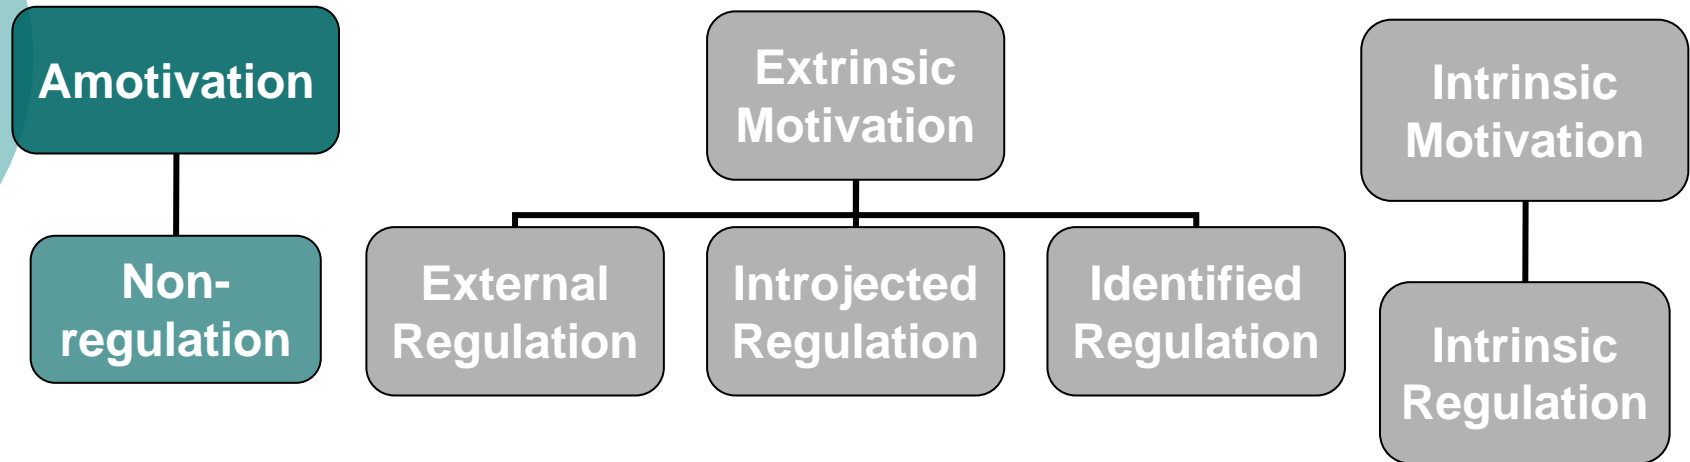 Amotivation
Extrinsic
Motivation
Intrinsic
Motivation
Non-
regulation
External
Regulation
Introjected
Regulation
Identified
Regulation
Intrinsic
Regulation